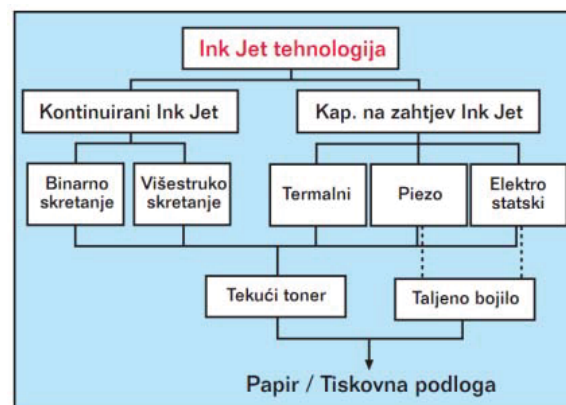 Ink Jet tehnologija
Kontinuirani Ink Jet
Kap. na zahtjev Ink Jet
Binarno
skretanje
Višestruko
skretanje
Termalni
Piezo
Elektro
statski
Tekući toner
Taljeno bojilo
Papir / Tiskovna podloga